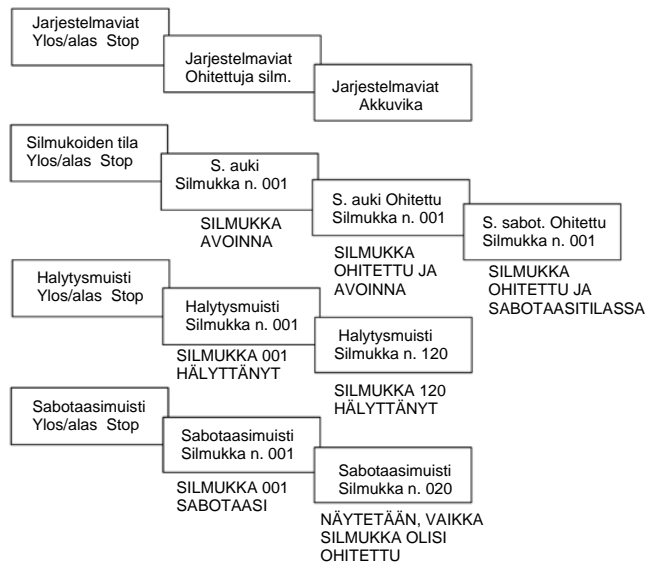 Jarjestelmaviat
Ylos/alas Stop
Jarjestelmaviat
Ohitettuja silm.
Jarjestelmaviat
Akkuvika
Silmukoiden tila
Ylos/alas Stop
S. auki
Silmukka n. 001
SILMUKKA
AVOINNA
S. auki Ohitettu
Silmukka n. 001
SILMUKKA
OHITETTU JA
AVOINNA
S. sabot. Ohitettu
Silmukka n. 001
SILMUKKA
OHITETTU JA
SABOTAASITILASSA
Halytysmuisti
Ylos/alas Stop
Halytysmuisti
Silmukka n. 001
SILMUKKA 001
HÄLYTTÄNYT
Halytysmuisti
Silmukka n. 120
SILMUKKA 120
HÄLYTTÄNYT
Sabotaasimuisti
Ylos/alas Stop
Sabotaasimuisti
Silmukka n. 001
SILMUKKA 001
SABOTAASI
Sabotaasimuisti
Silmukka n. 020
NÄYTETÄÄN, VAIKKA
SILMUKKA OLISI
OHITETTU